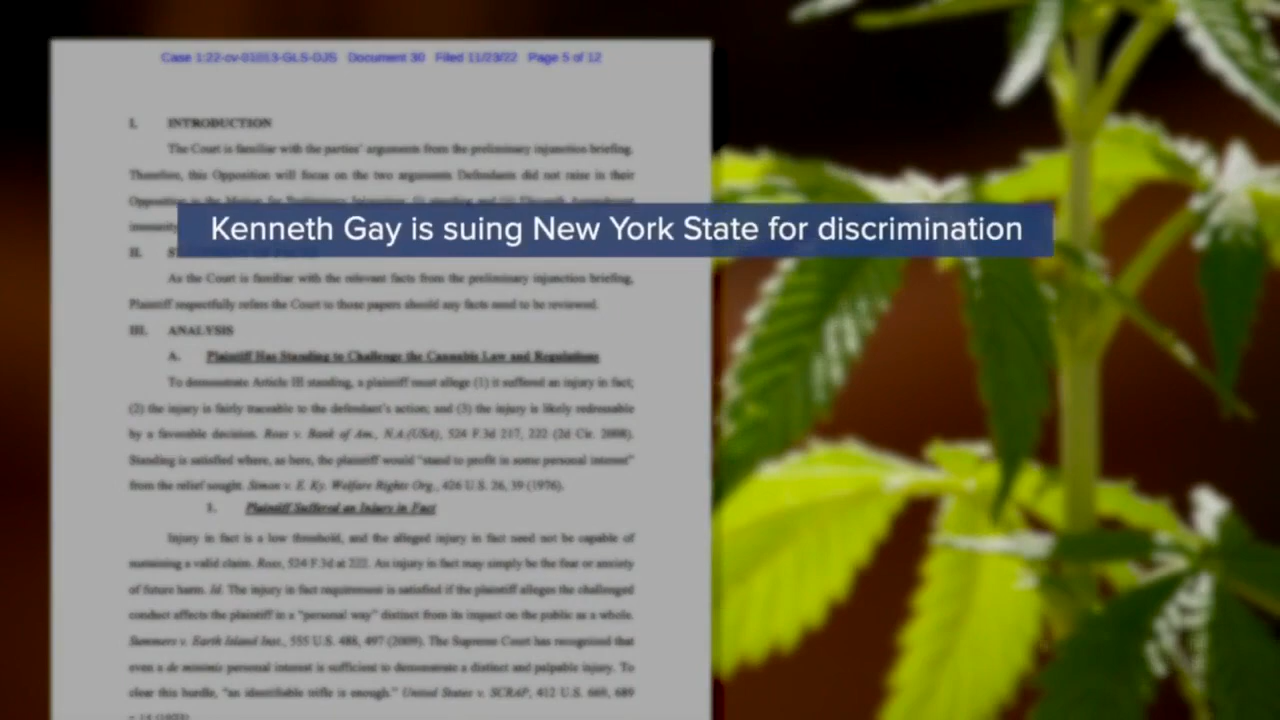 Case 1:22-cv-01013-GLS-DJS Document 30 Filed 11/23/22 Page 5 of 12
I. INTRODUCTION
The Court is familiar with the parties' arguments from the preliminary injunction briefing.
Therefore, this Opposition will focus on the two arguments Defendants did not raise in their
Kenneth Gay is suing New York State for discrimination
II.
As the Court is familiar with the relevant facts from the preliminary injunction briefing,
Plaintiff respectfully refers the Court to those papers should any facts need to be reviewed.
III. ANALYSIS
A. Plaintiff Has Standing to Challenge the Cannabis Law and Regulations
To demonstrate Article III standing, a plaintiff must allege (1) it suffered an injury in fact;
(2) the injury is fairly traceable to the defendant's action; and (3) the injury is likely redressable
by a favorable decision. Ross v. Bank of Am., N.A.(USA), 524 F.3d 217, 222 (2d Cir. 2008).
Standing is satisfied where, as here, the plaintiff would "stand to profit in some personal interest"
from the relief sought. Simon v. E. Ky. Welfare Rights Org., 426 U.S. 26, 39 (1976).
1. Plaintiff Suffered an Injury in Fact
Injury in fact is a low threshold, and the alleged injury in fact need not be capable of
sustaining a valid claim. Ross, 524 F.3d at 222. An injury in fact may simply be the fear or anxiety
of future harm. Id. The injury in fact requirement is satisfied if the plaintiff alleges the challenged
conduct affects the plaintiff in a "personal way" distinct from its impact on the public as a whole.
Summers v. Earth Island Inst., 555 U.S. 488, 497 (2009). The Supreme Court has recognized that
even a de minimis personal interest is sufficient to demonstrate a distinct and palpable injury. To
clear this hurdle, "an identifiable trifle is enough." United States v. SCRAP, 412 U.S. 669, 689